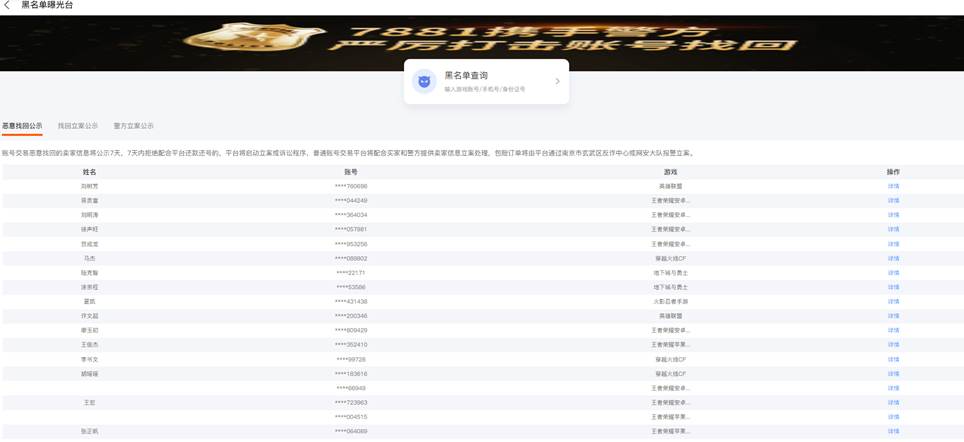 黑名单曝光台
7881携手警方
严厉打击账号找回
黑名单查询
输入游戏账号/手机号/身份证号
恶意找回公示 找回立案公示 警方立案公示
账号交易恶意找回的卖家信息将公示7天，7天内拒绝配合平台还款还号的，平台将启动立案或诉讼程序，普通账号交易平台将配合买家和警方提供卖家信息立案处理，包赔订单将由平台通过南京市玄武区反诈中心或网安大队报警立案。
姓名 账号 游戏 操作
刘明芳 ****760698 英雄联盟 详情
****044249 王者荣耀安卓... 详情
刘明涛 ****364034 王者荣耀安卓... 详情
徐声旺 ****057981 王者荣耀安卓... 详情
范成龙 ****953256 王者荣耀安卓... 详情
马杰 ****088802 穿越火线CF 详情
陆克智 ****22171 地下城与勇士 详情
涂宗程 ****53586 地下城与勇士 详情
夏凯 ****431438 火影忍者手游 详情
许文超 ****200346 英雄联盟 详情
廖玉初 ****809429 王者荣耀安卓... 详情
王俊杰 ****352410 王者荣耀苹果... 详情
李书文 ****99728 穿越火线CF 详情
胡瑶瑶 ****183616 穿越火线CF 详情
****66949 王者荣耀安卓... 详情
王宏 ****723963 王者荣耀安卓... 详情
****004515 王者荣耀苹果... 详情
张正帆 ****064089 王者荣耀安卓... 详情